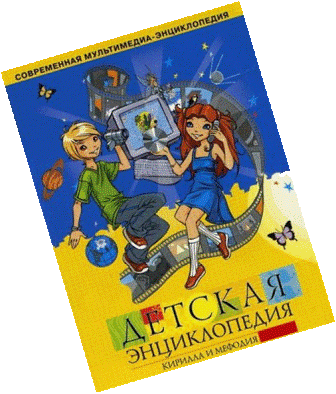 СОВРЕМЕННАЯ МУЛЬТИМЕДИА-ЭНЦИКЛОПЕДИЯ
ДЕТСКАЯ
ЭНЦИКЛОПЕДИЯ
КИРИЛЛА И МЕФОДИЯ